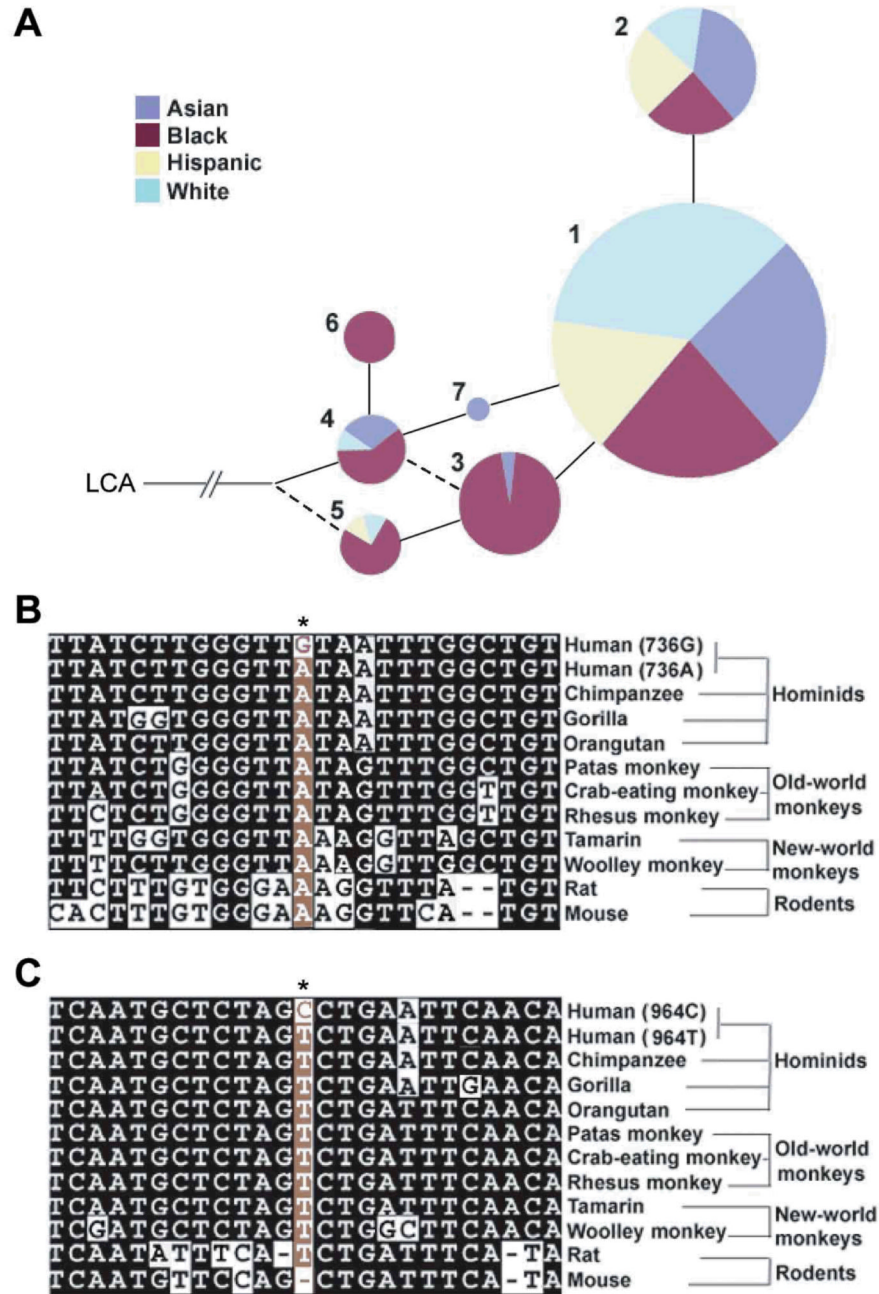 A
Asian
Black
Hispanic
White
2
1
6
7
4
3
LCA
5
B
*
TTATCTTGGGTTGTAATTTGGCTGT Human (736G)
TTATCTTGGGTTATAATTTGGCTGT Human (736A)
TTATCTTGGGTTATAATTTGGCTGT Chimpanzee
Hominids
TTATGGTGGGTTATAATTTGGCTGT Gorilla
TTATCTTGGGTTATAATTTGGCTGT Orangutan
TTATCTGGGGTTATAGTTTGGCTGT Patas monkey
TTATCTGGGGTTATAGTTTGGTTGT Crab-eating monkey
Old-world
monkeys
TTCTCTGGGGTTATAGTTTGGTTGT Rhesus monkey
TTTTGGTGGGTTAAAGGTTAGCTGT Tamarin
New-world
monkeys
TTTTCTTGGGTTAAAGGTTGGCTGT Woolley monkey
TTCTTTGTGGGAAAGGTTTA--TGT Rat
Rodents
CACTTTGTGGGAAAGGTTCA--TGT Mouse
C
*
TCAATGCTCTAGCCTGAATTCAACA Human (964C)
TCAATGCTCTAGTCTGAATTCAACA Human (964T)
TCAATGCTCTAGTCTGAATTCAACA Chimpanzee
Hominids
TCAATGCTCTAGTCTGAATTGAACA Gorilla
TCAATGCTCTAGTCTGATTTCAACA Orangutan
TCAATGCTCTAGTCTGATTTCAACA Patas monkey
TCAATGCTCTAGTCTGATTTCAACA Crab-eating monkey
Old-world
monkeys
TCAATGCTCTAGTCTGATTTCAACA Rhesus monkey
TCAATGCTCTAGTCTGATTTCAACA Tamarin
New-world
monkeys
TCGATGCTCTAGTCTGGCTTCAACA Woolley monkey
TCAATATTTCA-TCTGATTTCA-TA Rat
Rodents
TCAATGTTCCAG-CTGATTTCA-TA Mouse